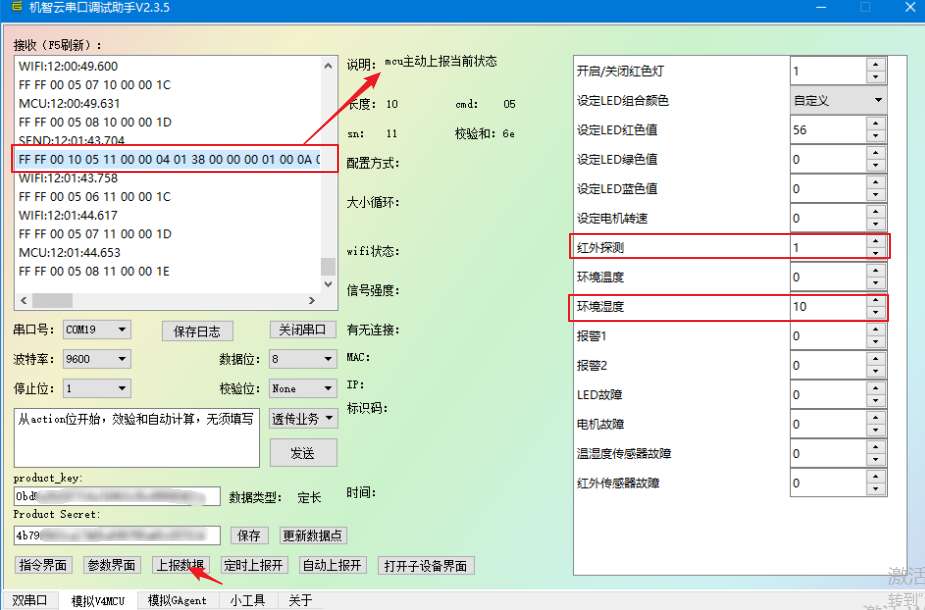 机智云串口调试助手V2.3.5
接收（F5刷新）：
WIFI:12:00:49.600
FF FF 00 05 07 10 00 00 1C
MCU:12:00:49.631
FF FF 00 05 08 10 00 00 1D
SEND:12:01:43.704
FF FF 00 10 05 11 00 00 04 01 38 00 00 00 01 00 0A
WIFI:12:01:43.758
FF FF 00 05 06 11 00 00 1C
WIFI:12:01:44.617
FF FF 00 05 07 11 00 00 1D
MCU:12:01:44.653
FF FF 00 05 08 11 00 00 1E
说明： mcu主动上报当前状态
长度： 10 cmd: 05
sn: 11 校验和：6e
配置方式：
大小循环：
wifi状态：
信号强度：
有无连接：
MAC:
IP:
标识码：
时间：
开启/关闭红色灯 1
设定LED组合颜色 自定义
设定LED红色值 56
设定LED绿色值 0
设定LED蓝色值 0
设定电机转速 0
红外探测 1
环境温度 0
环境湿度 10
报警1 0
报警2 0
LED故障 0
电机故障 0
温湿度传感器故障 0
红外传感器故障 0
串口号： COM19 保存日志 关闭串口
波特率： 9600 数据位： 8
停止位： 1 校验位： None
从action位开始，效验和自动计算，无须填写
透传业务
发送
product_key:
0bd 数据类型： 定长
Product Secret:
4b79 保存 更新数据点
指令界面 参数界面 上报数据 定时上报开 自动上报开 打开子设备界面
双串口 模拟V4MCU 模拟GAgent 小工具 关于
激活
转到"